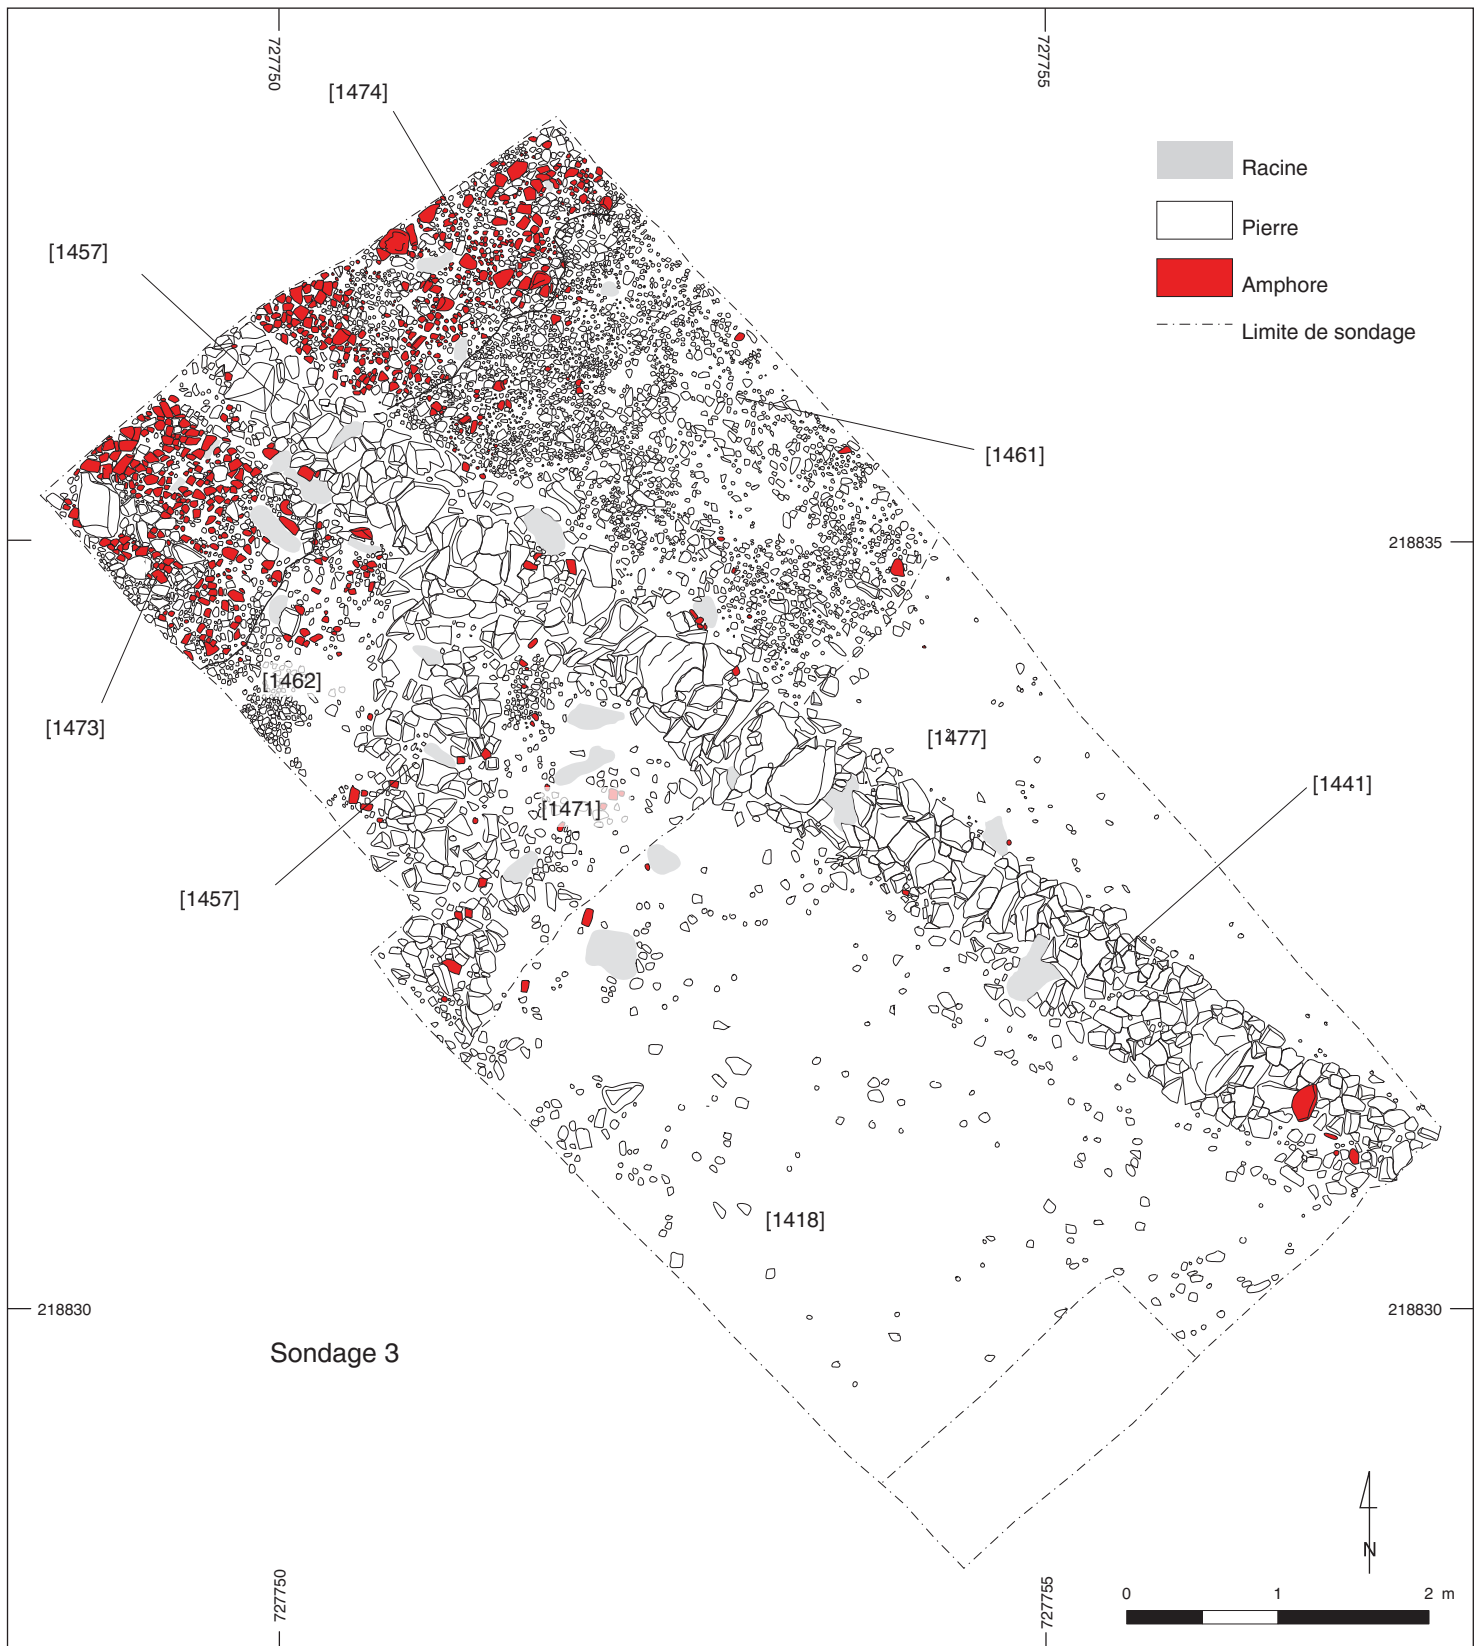 727750
727755
[1474]
Racine
Pierre
[1457]
Amphore
Limite de sondage
[1461]
218835
[1462]
[1473]
[1477]
[1441]
[1471]
[1457]
[1418]
218830
218830
Sondage 3
N
727750
727755
0 1 2 m